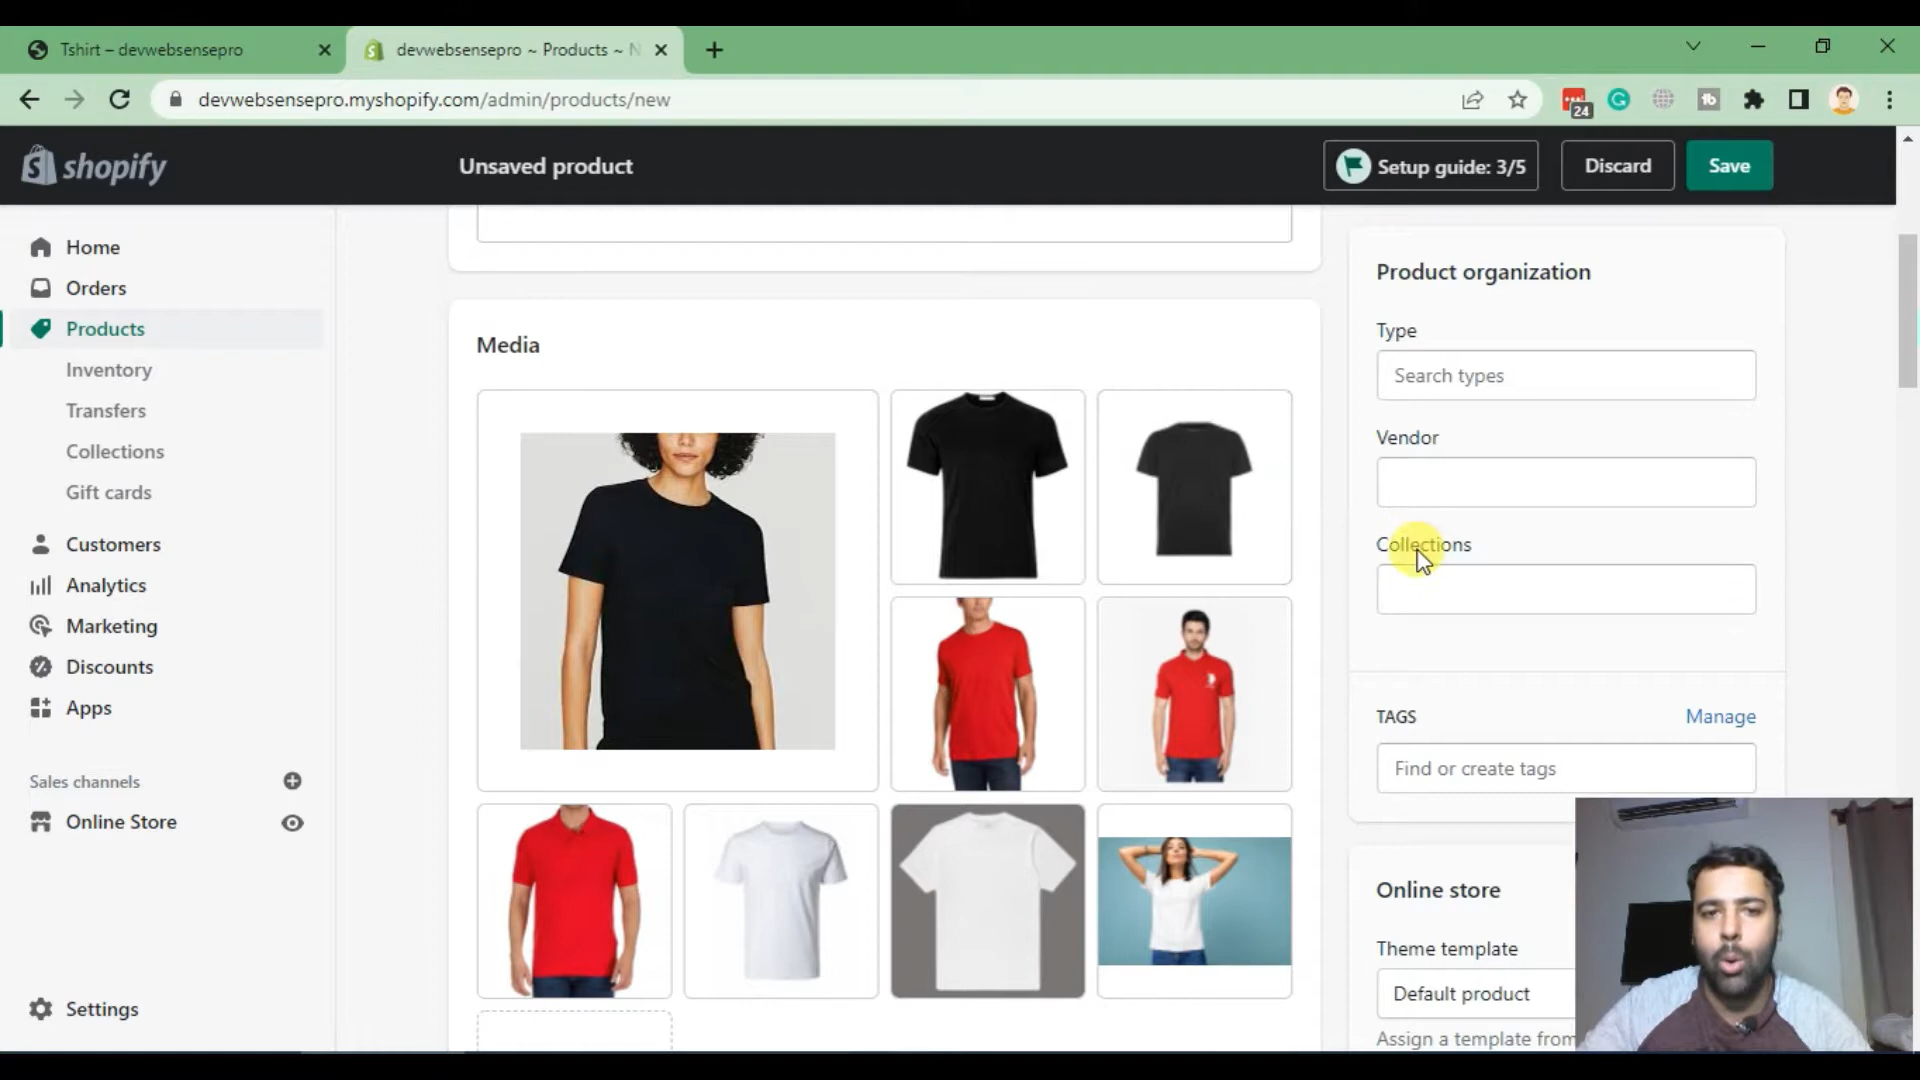 Tshirt – devwebsensepro
devwebsensepro ~ Products ~ N
devwebsensepro.myshopify.com/admin/products/new
24
shopify
Unsaved product
Setup guide: 3/5
Discard
Save
Home
Orders
Products
Inventory
Transfers
Collections
Gift cards
Customers
Analytics
Marketing
Discounts
Apps
Sales channels
Online Store
Settings
Media
Product organization
Type
Search types
Vendor
Collections
TAGS
Manage
Find or create tags
Online store
Theme template
Default product
Assign a template from